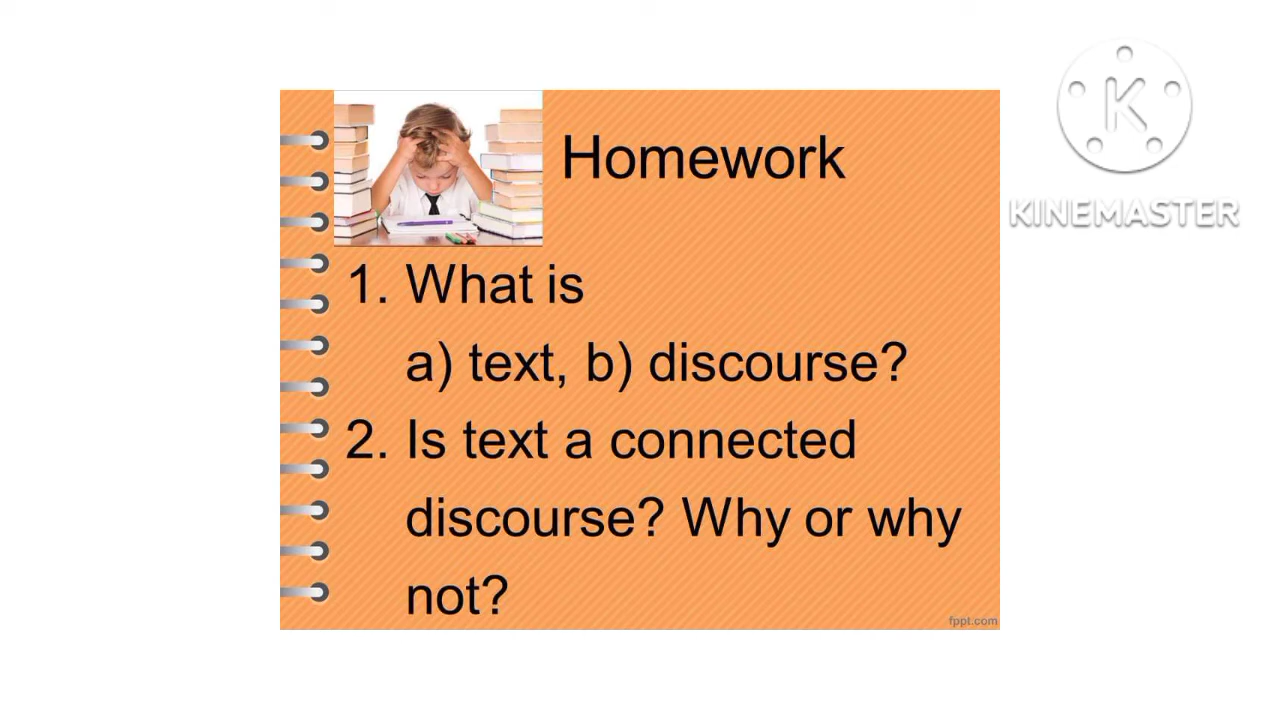 Homework
1. What is
a) text, b) discourse?
2. Is text a connected
discourse? Why or why
not?
fppt.com
K
KINEMASTER